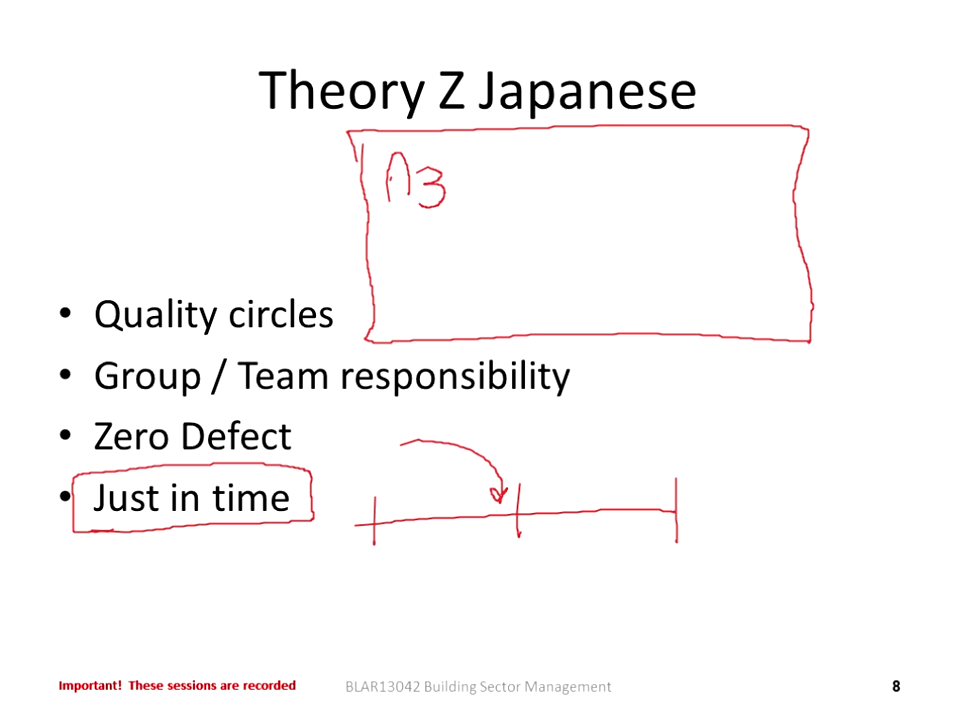 Theory Z Japanese
A3
• Quality circles
• Group / Team responsibility
• Zero Defect
• Just in time
Important! These sessions are recorded
BLAR13042 Building Sector Management
8